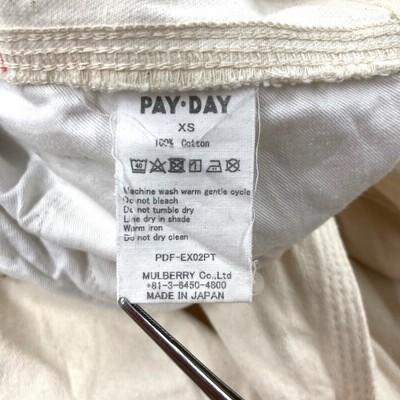 PAY·DAY
XS
100% Cotton
40
Machine wash warm gentle cycle
Do not bleach
Do not tumble dry
Line dry in shade
Warm iron
Do not dry clean
PDF-EX02PT
MULBERRY Co.,Ltd
+81-3-6450-4800
MADE IN JAPAN